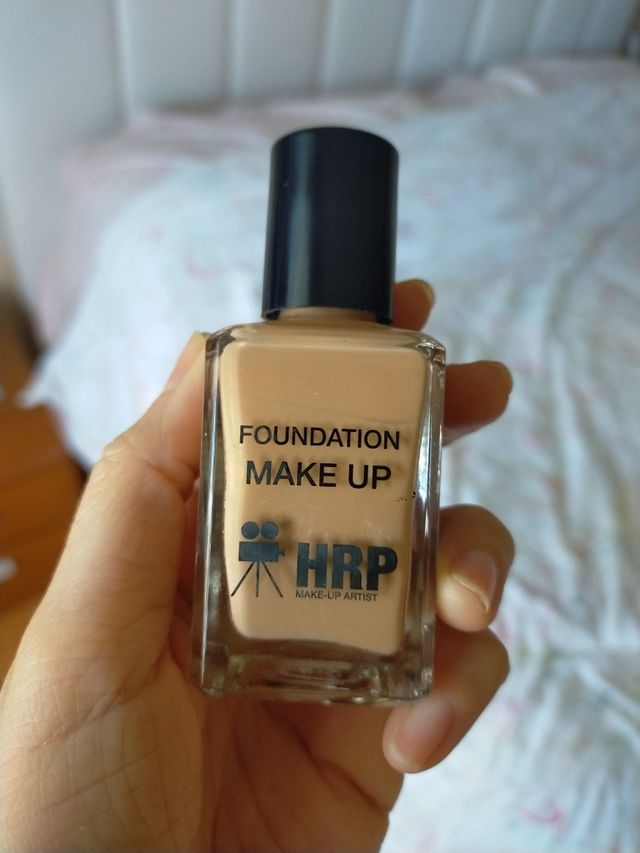 FOUNDATION
MAKE UP
HRP
MAKE-UP ARTIST